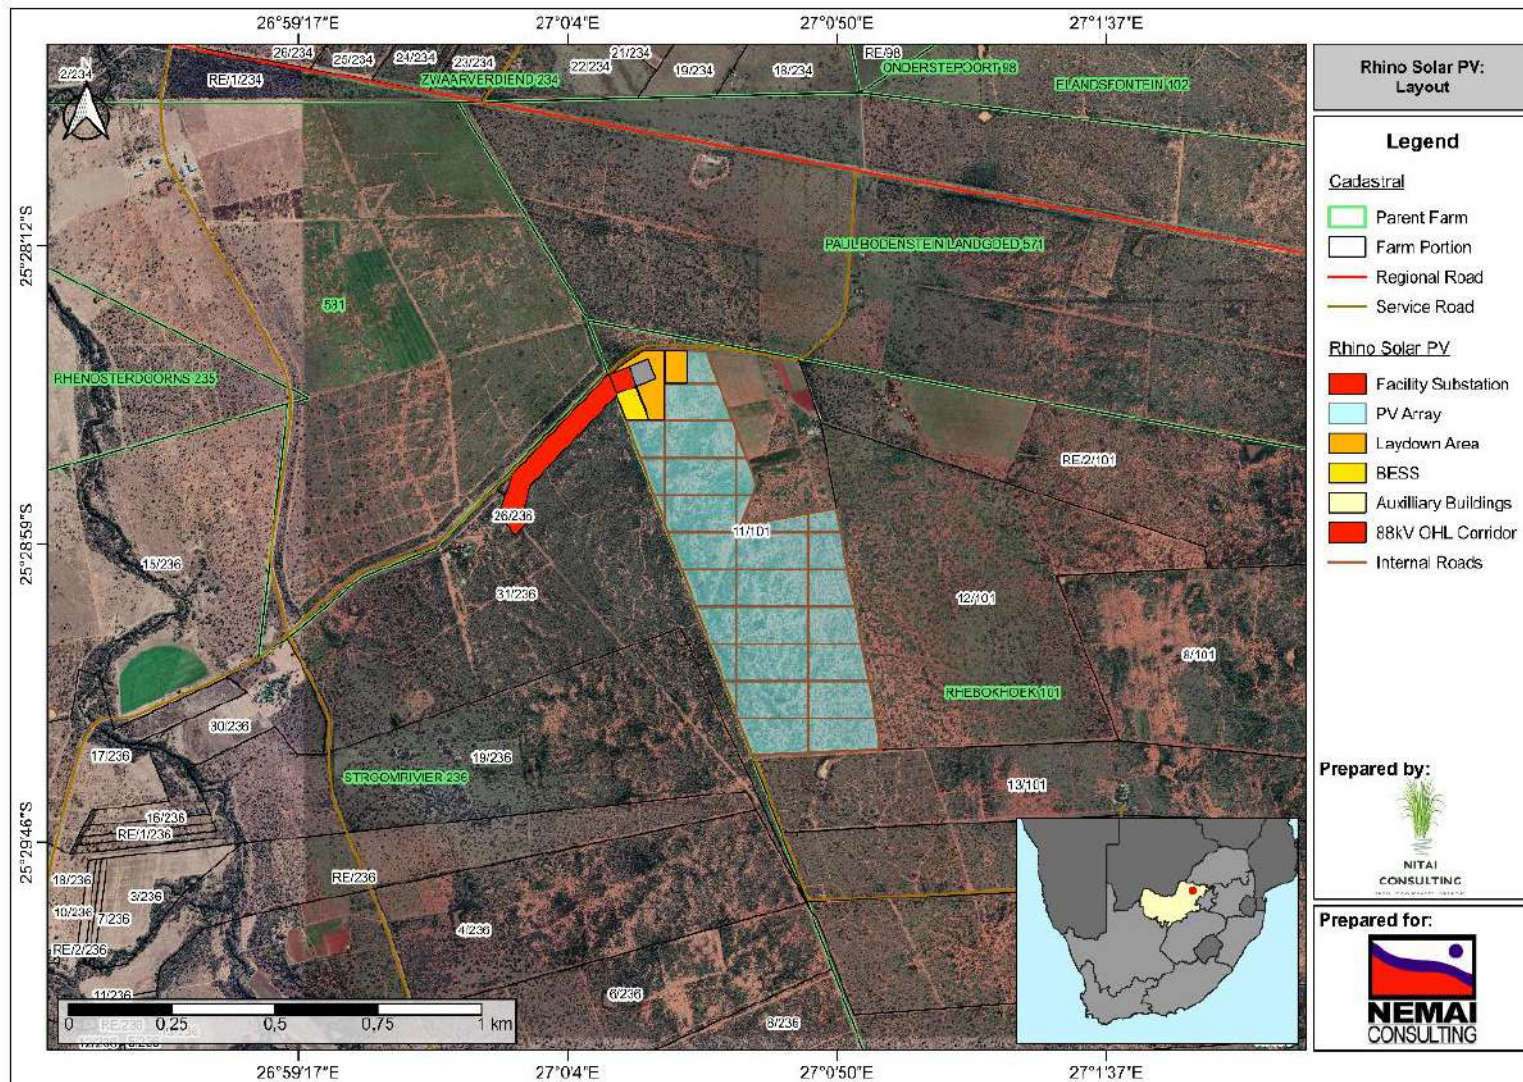 26°59'17"E
27°0'4"E
27°0'50"E
27°1'37"E
25°28'12"S
25°28'59"S
25°29'46"S
2/234
RE/1/234
26/234
25/234
24/234
23/234
22/234
21/234
19/234
18/234
RE/98
ZWAARVERDIEND 234
ONDERSTEPOORT 98
ELANDSFONTEIN 102
PAUL BODENSTEIN LANDGOED 571
531
RHENOSTERDOORNS 235
RE/2/101
26/236
11/101
15/236
31/236
12/101
8/101
RHEBOKHOEK 101
30/236
17/236
19/236
STROOMRIVIER 236
13/101
16/236
RE/1/236
18/236
3/236
RE/236
10/236
7/236
4/236
RE/2/236
11/236
6/236
6/236
0 0,25 0,5 0,75 1 km
26°59'17"E
27°0'4"E
27°0'50"E
27°1'37"E
Rhino Solar PV:
Layout
Legend
Cadastral
Parent Farm
Farm Portion
Regional Road
Service Road
Rhino Solar PV
Facility Substation
PV Array
Laydown Area
BESS
Auxilliary Buildings
88kV OHL Corridor
Internal Roads
Prepared by:
NITAI
CONSULTING
Prepared for:
NEMAI
CONSULTING